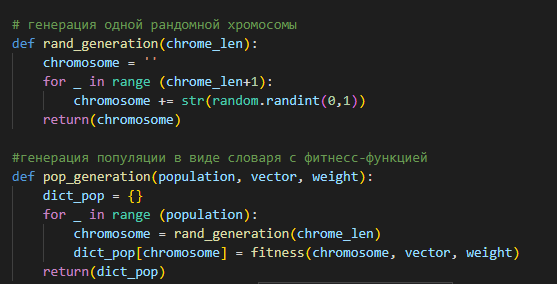 # генерация одной рандомной хромосомы
def rand_generation(chrome_len):
    chromosome = ''
    for _ in range (chrome_len+1):
        chromosome += str(random.randint(0,1))
    return(chromosome)

#генерация популяции в виде словаря с фитнесс-функцией
def pop_generation(population, vector, weight):
    dict_pop = {}
    for _ in range (population):
        chromosome = rand_generation(chrome_len)
        dict_pop[chromosome] = fitness(chromosome, vector, weight)
    return(dict_pop)